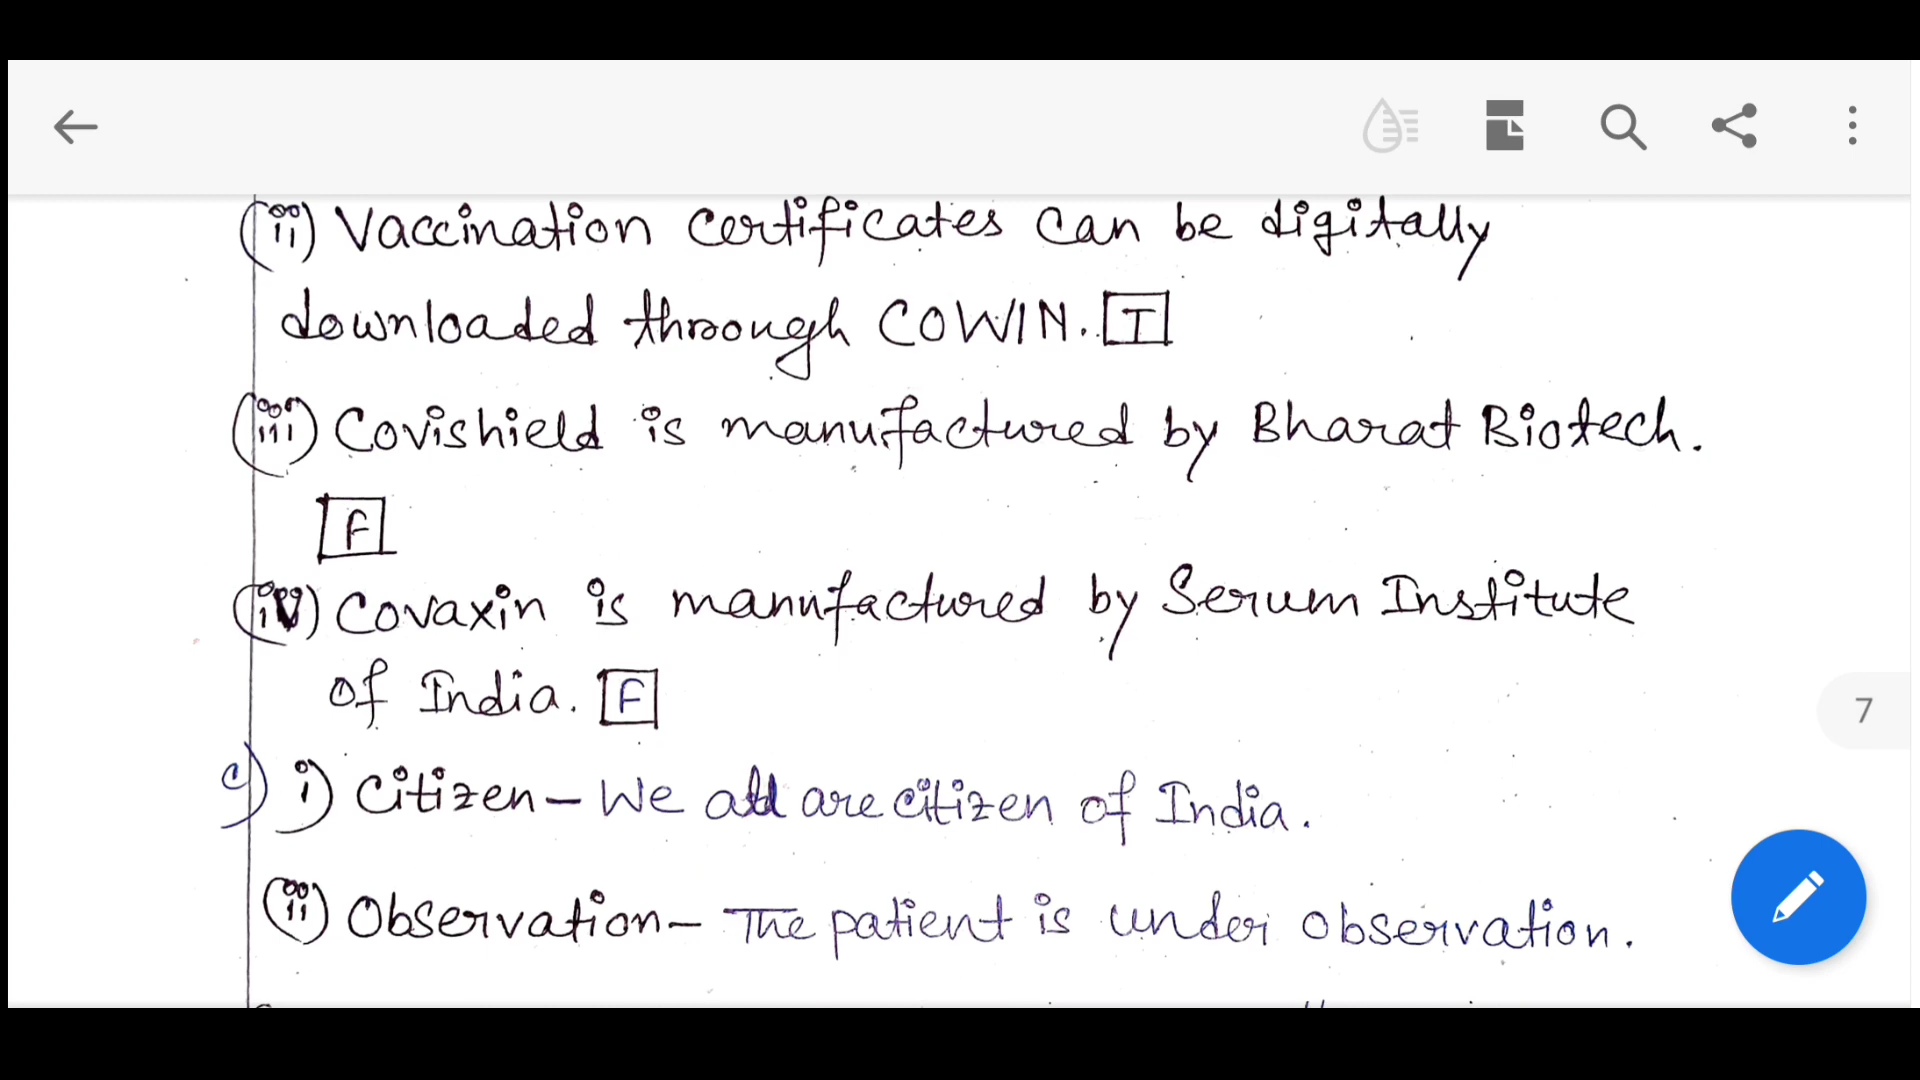 (ii) Vaccination certificates can be digitally
downloaded through COWIN. T
(iii) Covishield is manufactured by Bharat Biotech.
F
(iv) Covaxin is manufactured by Serum Institute
of India. F
7
c) i) Citizen - We all are citizen of India.
(ii) Observation - The patient is under observation.